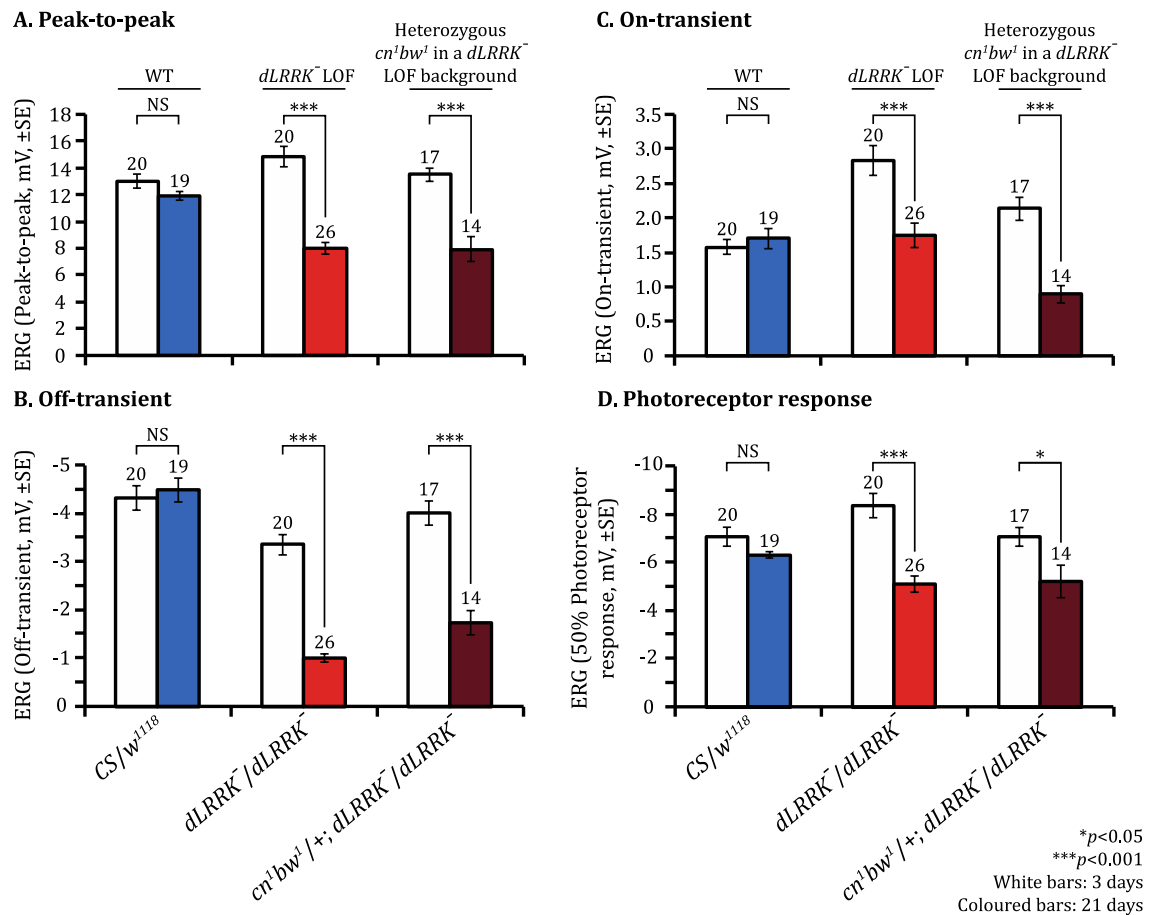 A. Peak-to-peak
WT
dLRRK⁻ LOF
Heterozygous
cn¹bw¹ in a dLRRK⁻
LOF background
NS
***
***
ERG (Peak-to-peak, mV, ±SE)
18
16
14
12
10
8
6
4
2
0
20
19
20
26
17
14
B. Off-transient
NS
***
***
ERG (Off-transient, mV, ±SE)
-5
-4
-3
-2
-1
0
20
19
20
26
17
14
CS/w¹¹¹⁸
dLRRK⁻/dLRRK⁻
cn¹bw¹/+; dLRRK⁻/dLRRK⁻
C. On-transient
WT
dLRRK⁻ LOF
Heterozygous
cn¹bw¹ in a dLRRK⁻
LOF background
NS
***
***
ERG (On-transient, mV, ±SE)
3.5
3.0
2.5
2.0
1.5
1.0
0.5
0
20
19
20
26
17
14
D. Photoreceptor response
NS
***
*
ERG (50% Photoreceptor
response, mV, ±SE)
-10
-8
-6
-4
-2
0
20
19
20
26
17
14
CS/w¹¹¹⁸
dLRRK⁻/dLRRK⁻
cn¹bw¹/+; dLRRK⁻/dLRRK⁻
*p<0.05
***p<0.001
White bars: 3 days
Coloured bars: 21 days